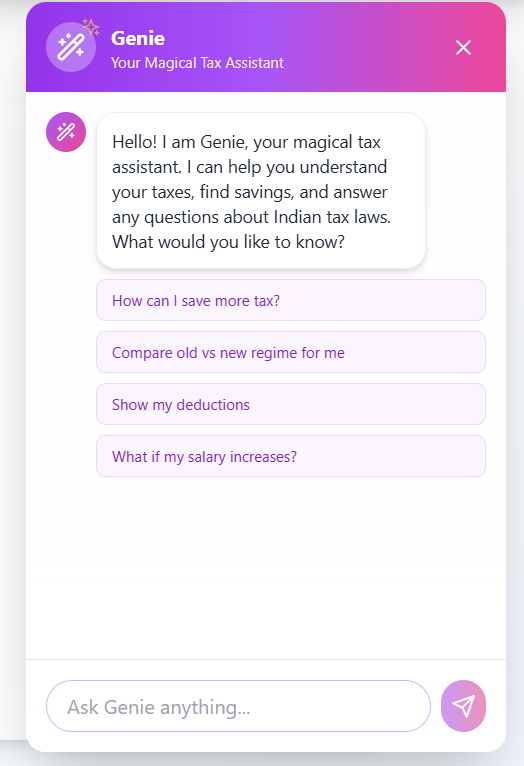 Genie
Your Magical Tax Assistant
Hello! I am Genie, your magical tax
assistant. I can help you understand
your taxes, find savings, and answer
any questions about Indian tax laws.
What would you like to know?
How can I save more tax?
Compare old vs new regime for me
Show my deductions
What if my salary increases?
Ask Genie anything...